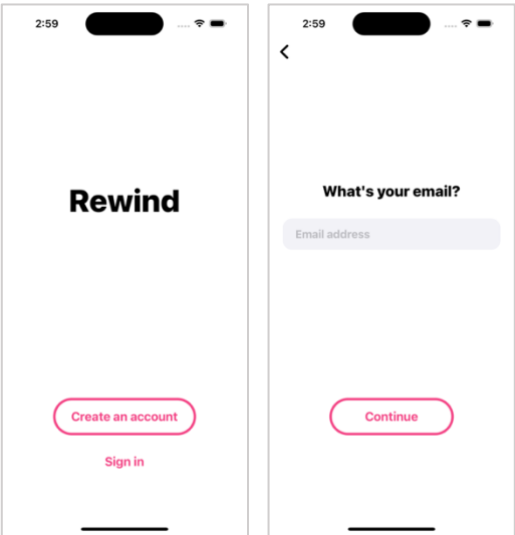 2:59
Rewind
Create an account
Sign in
2:59
What's your email?
Email address
Continue